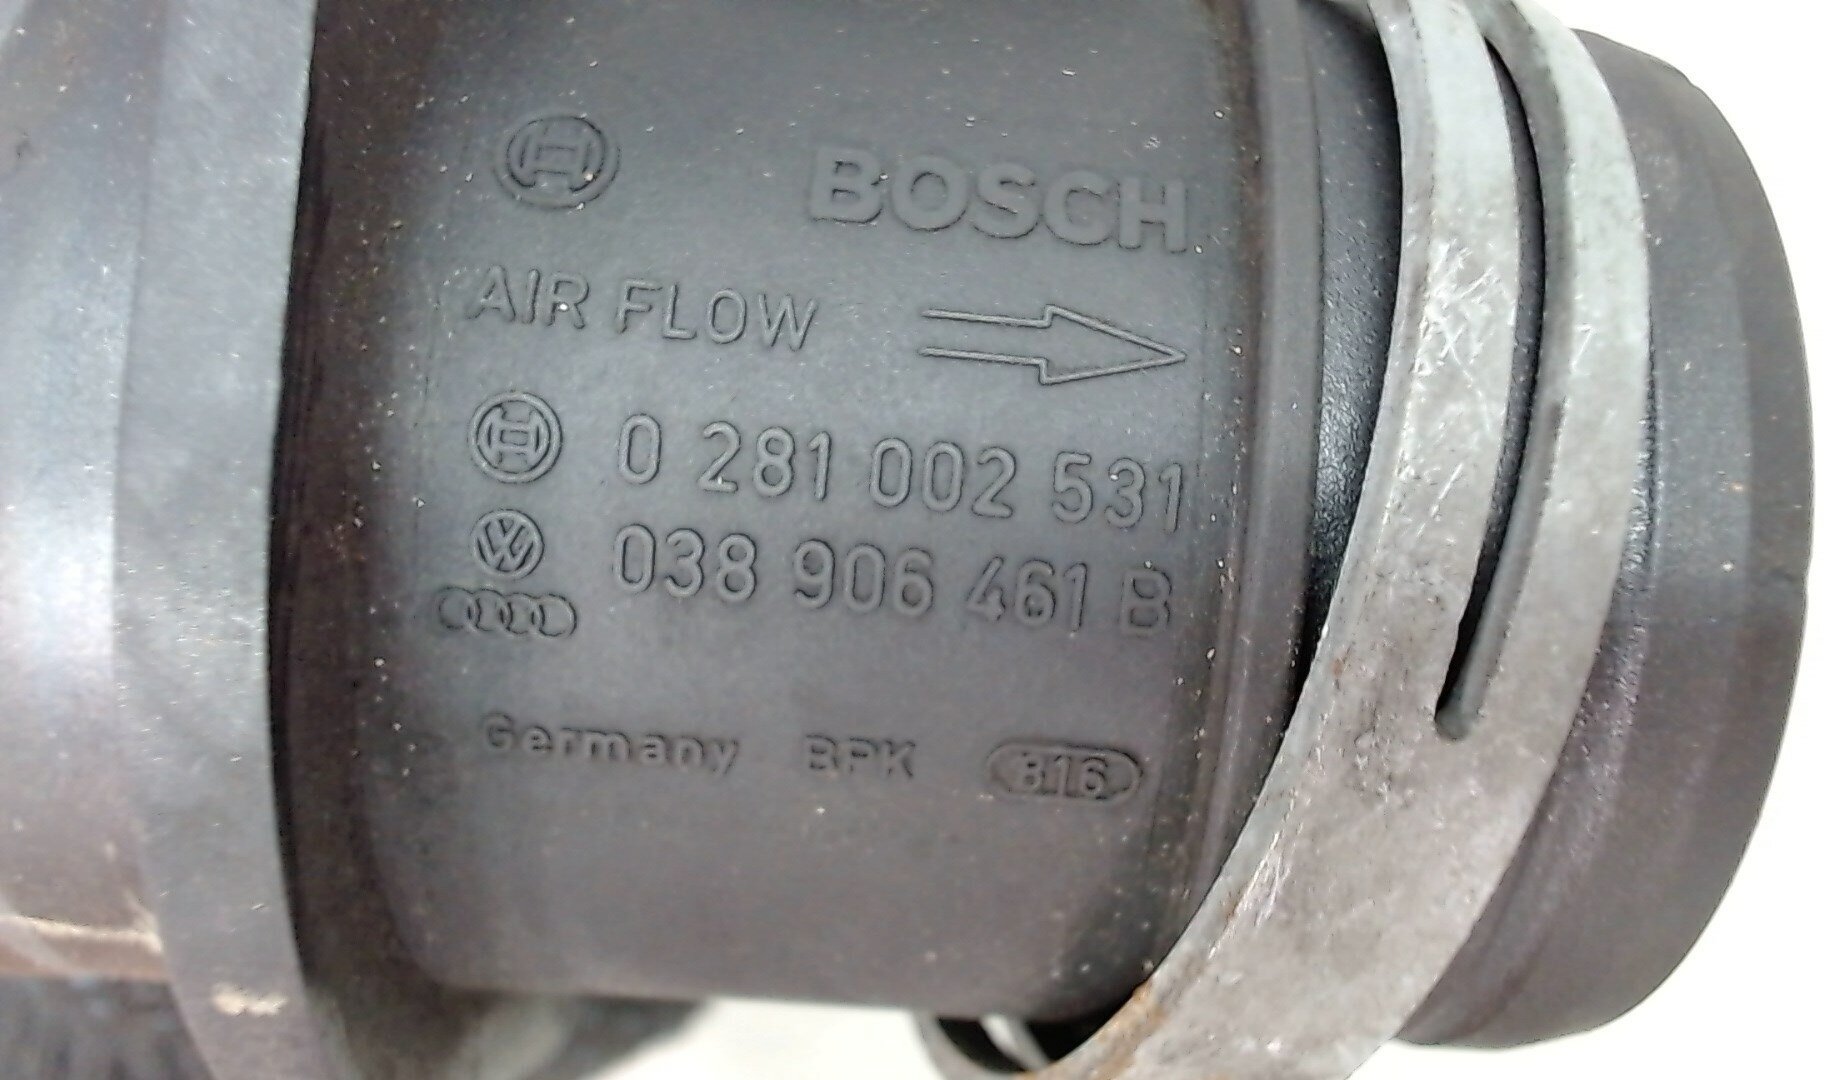 BOSCH
AIR FLOW
0 281 002 531
038 906 461 B
Germany BPK 816